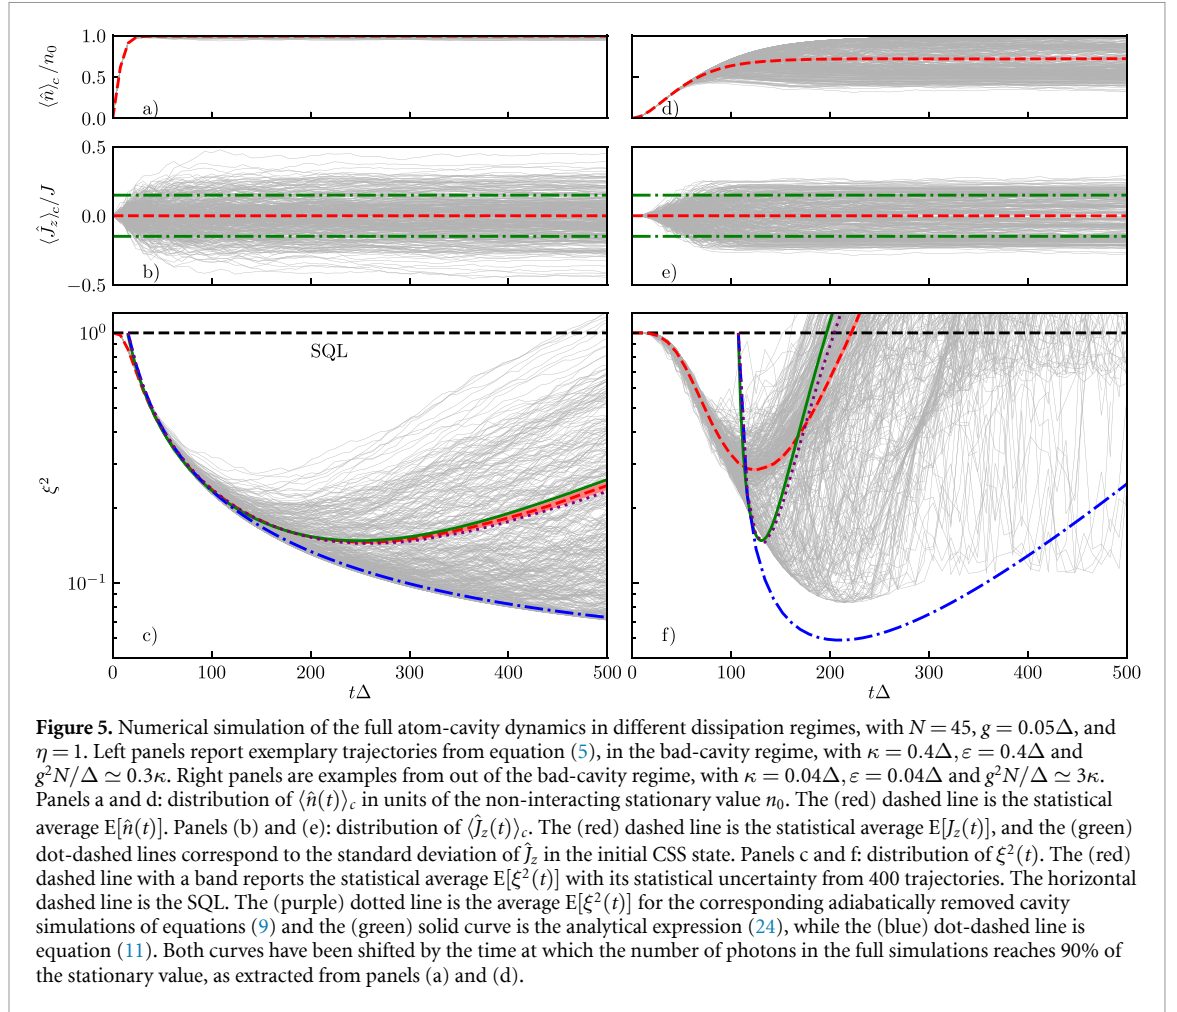 ⟨n̂⟩c/n0
1.0
0.5
0.0
a)
d)
⟨Ĵz⟩c/J
0.5
0.0
−0.5
b)
e)
ξ²
10⁰
10⁻¹
SQL
c)
f)
0 100 200 300 400 500
0 100 200 300 400 500
tΔ
tΔ
Figure 5. Numerical simulation of the full atom-cavity dynamics in different dissipation regimes, with N = 45, g = 0.05Δ, and
η = 1. Left panels report exemplary trajectories from equation (5), in the bad-cavity regime, with κ = 0.4Δ, ε = 0.4Δ and
g²N/Δ ≃ 0.3κ. Right panels are examples from out of the bad-cavity regime, with κ = 0.04Δ, ε = 0.04Δ and g²N/Δ ≃ 3κ.
Panels a and d: distribution of ⟨n̂(t)⟩c in units of the non-interacting stationary value n0. The (red) dashed line is the statistical
average E[n̂(t)]. Panels (b) and (e): distribution of ⟨Ĵz(t)⟩c. The (red) dashed line is the statistical average E[Jz(t)], and the (green)
dot-dashed lines correspond to the standard deviation of Ĵz in the initial CSS state. Panels c and f: distribution of ξ²(t). The (red)
dashed line with a band reports the statistical average E[ξ²(t)] with its statistical uncertainty from 400 trajectories. The horizontal
dashed line is the SQL. The (purple) dotted line is the average E[ξ²(t)] for the corresponding adiabatically removed cavity
simulations of equations (9) and the (green) solid curve is the analytical expression (24), while the (blue) dot-dashed line is
equation (11). Both curves have been shifted by the time at which the number of photons in the full simulations reaches 90% of
the stationary value, as extracted from panels (a) and (d).